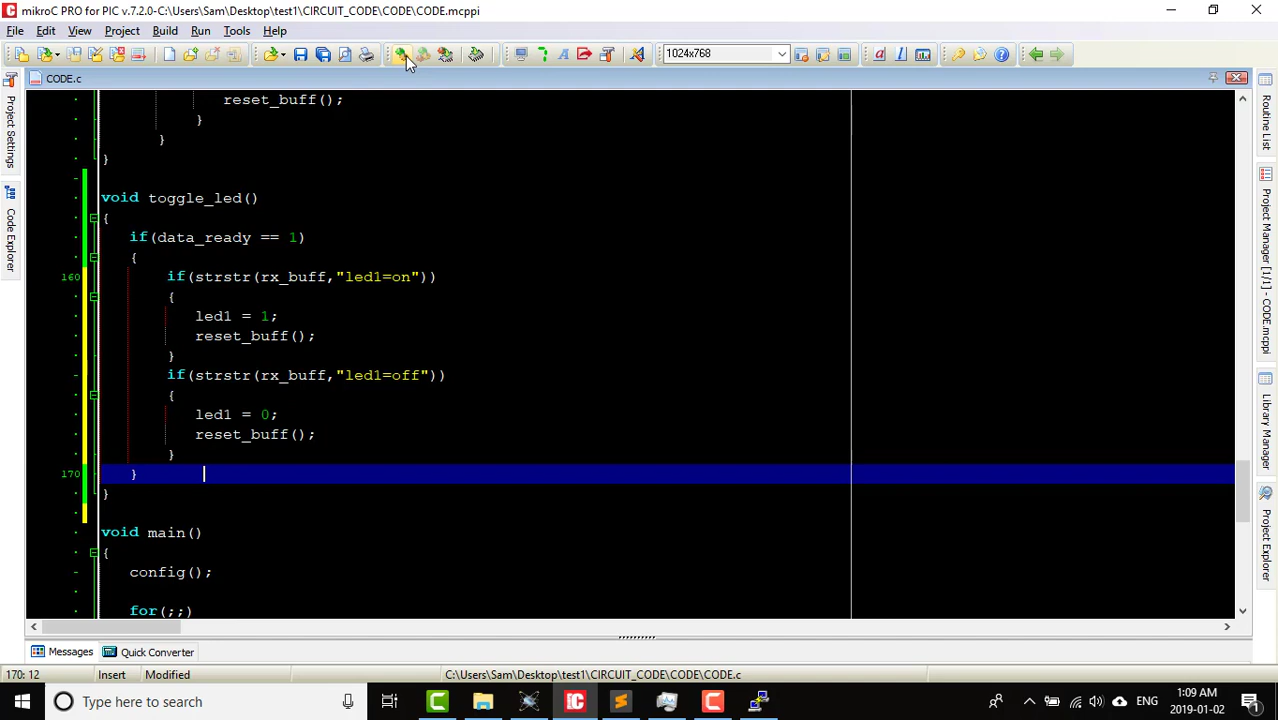 mikroC PRO for PIC v.7.2.0-C:\Users\Sam\Desktop\test1\CIRCUIT_CODE\CODE\CODE.mcppi
File Edit View Project Build Run Tools Help
1024x768
CODE.c
reset_buff();
}
}
}
void toggle_led()
{
if(data_ready == 1)
{
160 if(strstr(rx_buff,"led1=on"))
{
led1 = 1;
reset_buff();
}
if(strstr(rx_buff,"led1=off"))
{
led1 = 0;
reset_buff();
}
170 }
}
void main()
{
config();
for(;;)
Project Settings
Code Explorer
Routine List
Project Manager [1/1] - CODE.mcppi
Library Manager
Project Explorer
Messages Quick Converter
170: 12 Insert Modified C:\Users\Sam\Desktop\test1\CIRCUIT_CODE\CODE\CODE.c
Type here to search
ENG
1:09 AM
2019-01-02
1